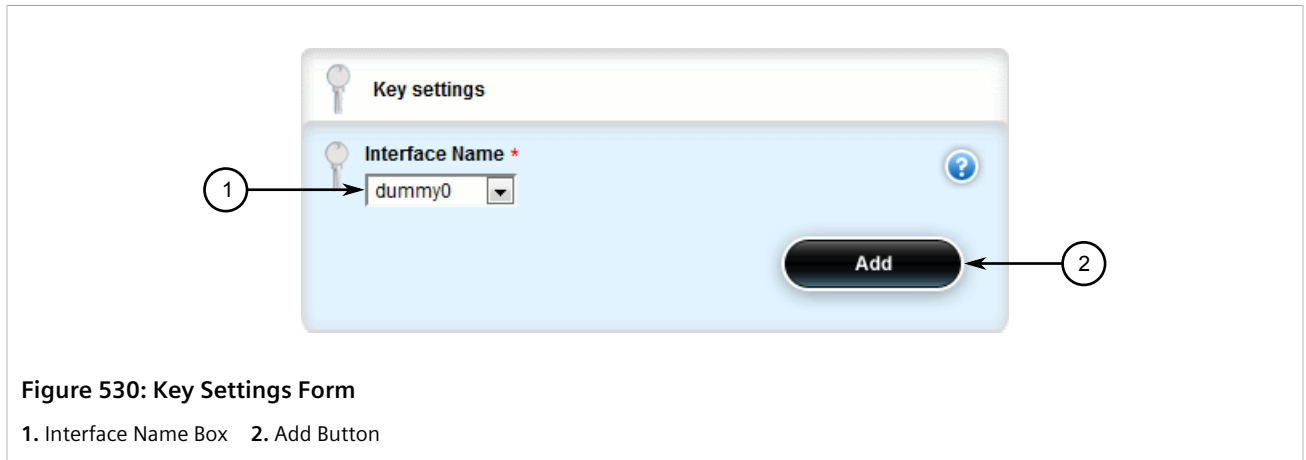 Key settings
Interface Name *
?
1
dummy0
Add
2
Figure 530: Key Settings Form
1. Interface Name Box 2. Add Button